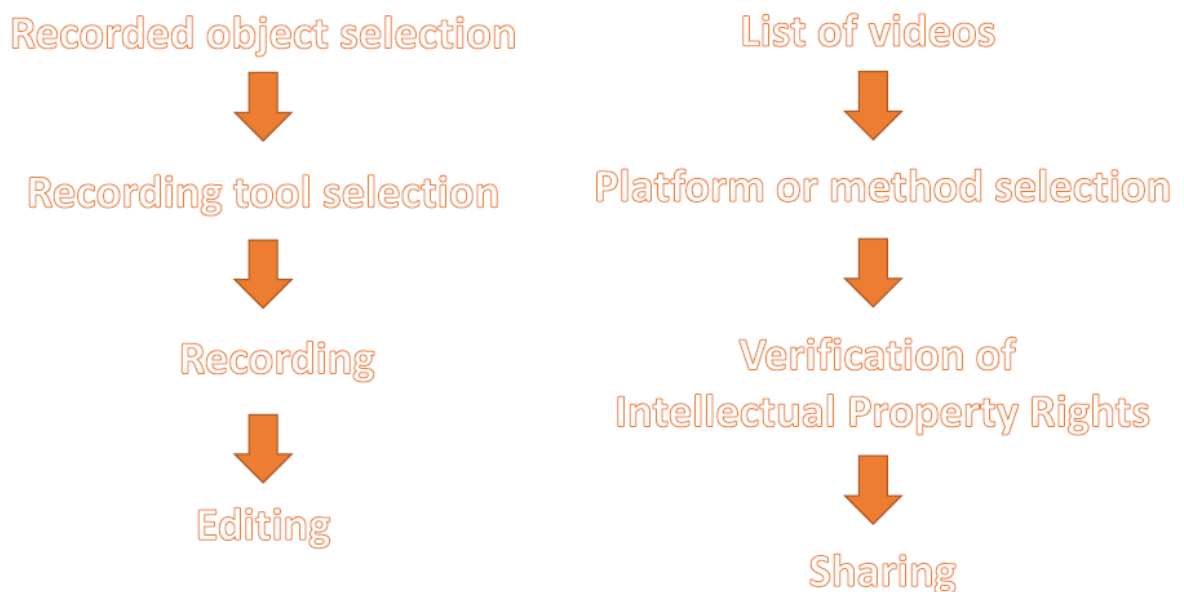 Recorded object selection
Recording tool selection
Recording
Editing
List of videos
Platform or method selection
Verification of
Intellectual Property Rights
Sharing